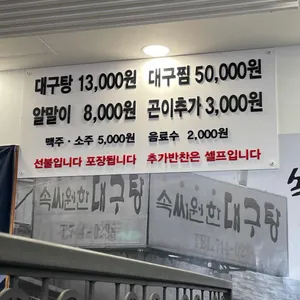 대구탕 13,000원 대구찜 50,000원
알말이 8,000원 곤이추가 3,000원
맥주·소주 5,000원 음료수 2,000원
선불입니다 포장됩니다 추가반찬은 셀프입니다
속씨원한대구탕
속씨원한대구탕